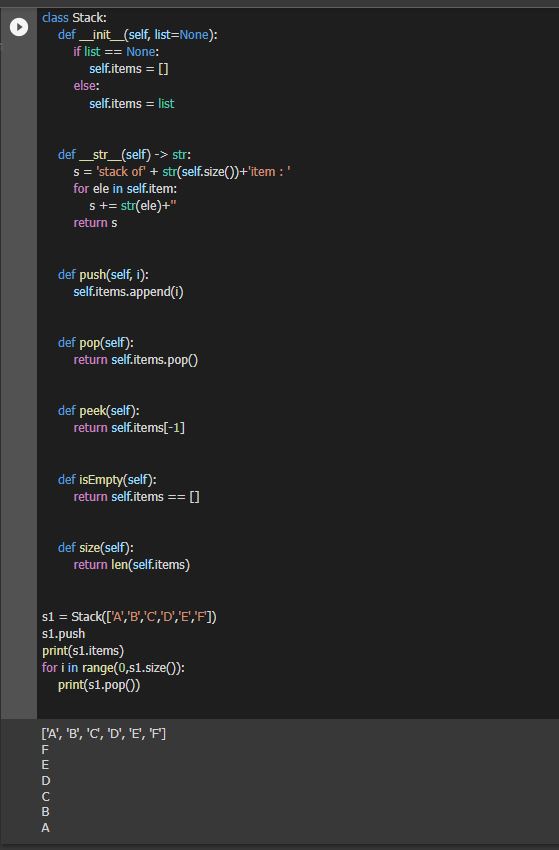 class Stack:
    def __init__(self, list=None):
        if list == None:
            self.items = []
        else:
            self.items = list
    def __str__(self) -> str:
        s = 'stack of' + str(self.size())+'item : '
        for ele in self.item:
            s += str(ele)+''
        return s
    def push(self, i):
        self.items.append(i)
    def pop(self):
        return self.items.pop()
    def peek(self):
        return self.items[-1]
    def isEmpty(self):
        return self.items == []
    def size(self):
        return len(self.items)
s1 = Stack(['A','B','C','D','E','F'])
s1.push
print(s1.items)
for i in range(0,s1.size()):
    print(s1.pop())
['A', 'B', 'C', 'D', 'E', 'F']
F
E
D
C
B
A